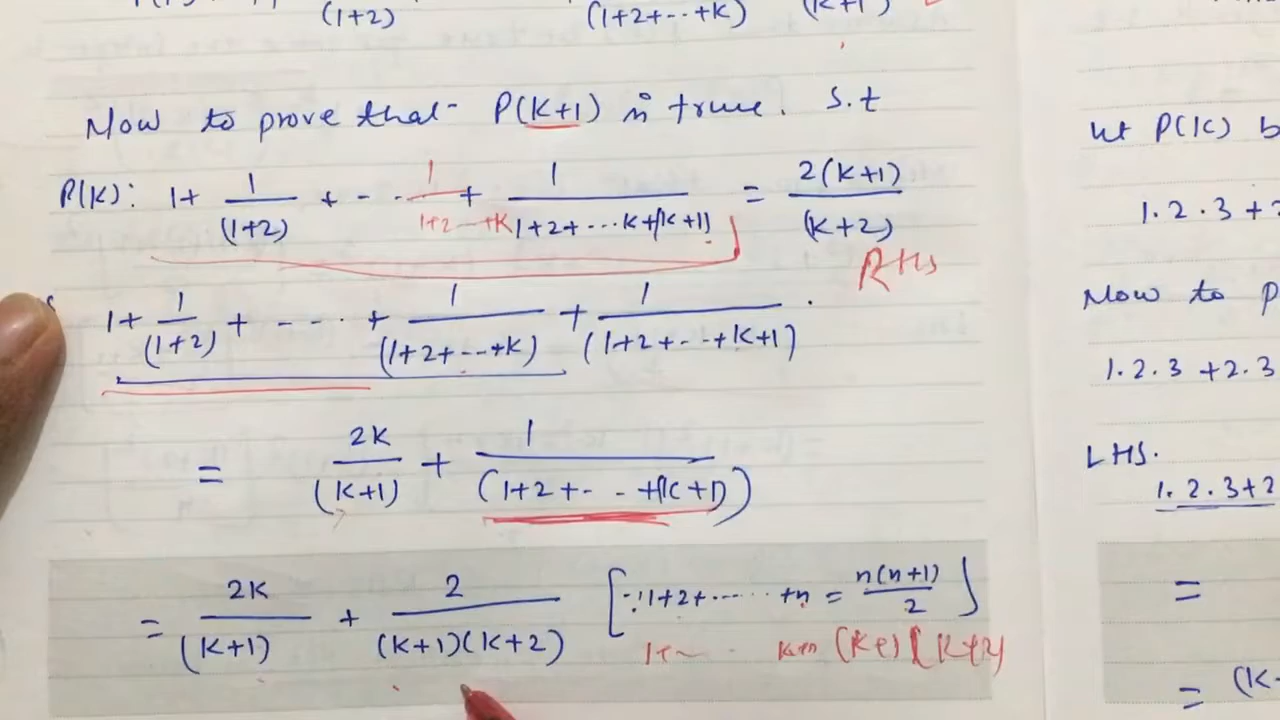 (1+2) (1+2+--+K) (K+1)
Now to prove that P(K+1) is true. S.t
P(K): 1+ 1/(1+2) + -- 1/(1+2--+K) + 1/(1+2+...K+(K+1)) = 2(K+1)/(K+2)
RHS
1+ 1/(1+2) + ---- + 1/(1+2+--+K) + 1/(1+2+--+K+1) .
= 2K/(K+1) + 1/(1+2+--+(K+1))
= 2K/(K+1) + 2/((K+1)(K+2)) [∵ 1+2+......+n = n(n+1)/2]
(K+2)
P(K) b
1.2.3 +2
Now to p
1.2.3 +2.3
LHS.
1.2.3+2
=
= (K